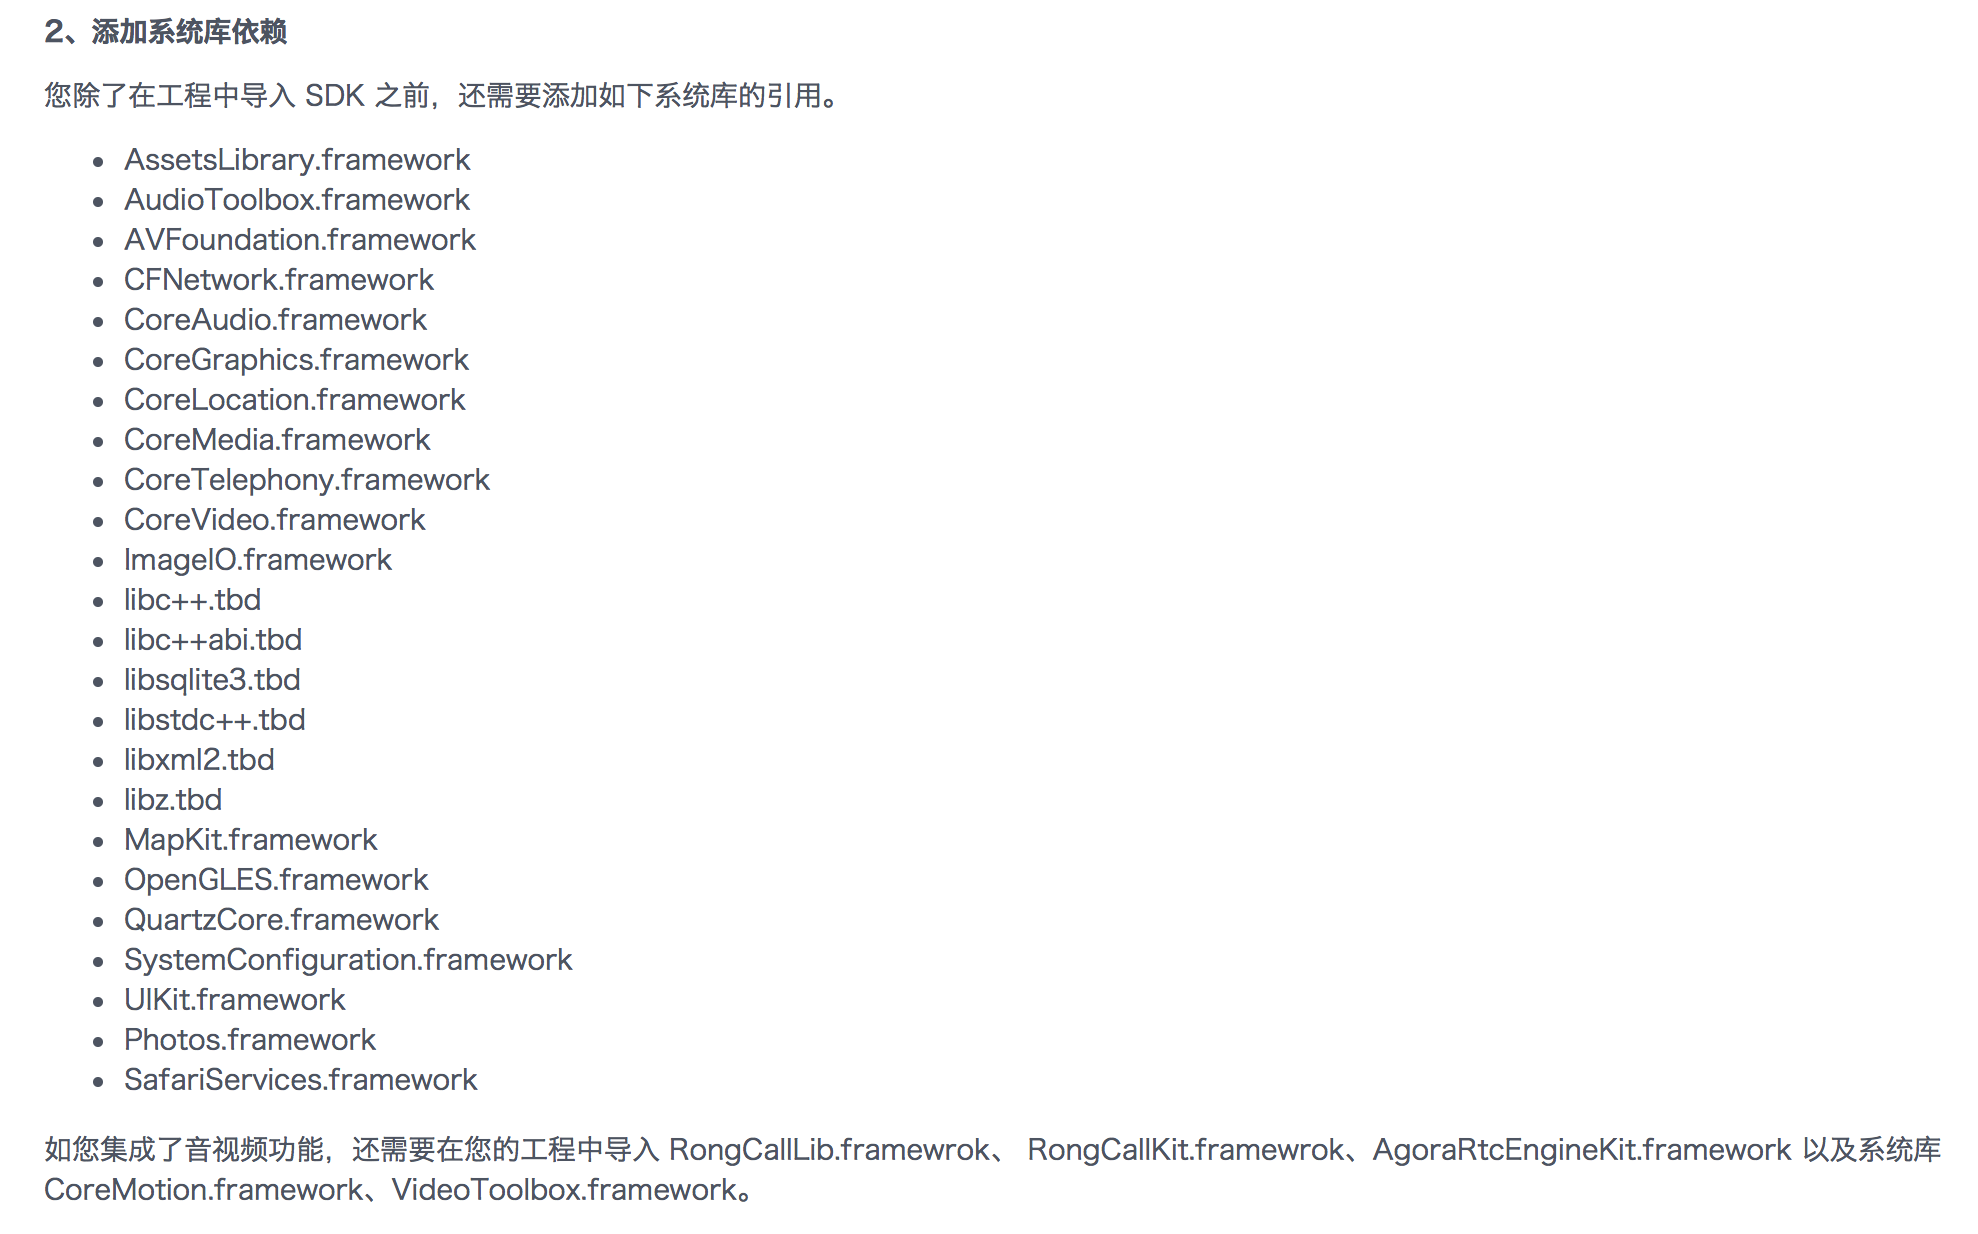 2、添加系统库依赖
您除了在工程中导入 SDK 之前，还需要添加如下系统库的引用。
• AssetsLibrary.framework
• AudioToolbox.framework
• AVFoundation.framework
• CFNetwork.framework
• CoreAudio.framework
• CoreGraphics.framework
• CoreLocation.framework
• CoreMedia.framework
• CoreTelephony.framework
• CoreVideo.framework
• ImageIO.framework
• libc++.tbd
• libc++abi.tbd
• libsqlite3.tbd
• libstdc++.tbd
• libxml2.tbd
• libz.tbd
• MapKit.framework
• OpenGLES.framework
• QuartzCore.framework
• SystemConfiguration.framework
• UIKit.framework
• Photos.framework
• SafariServices.framework
如您集成了音视频功能，还需要在您的工程中导入 RongCallLib.framewrok、 RongCallKit.framewrok、AgoraRtcEngineKit.framework 以及系统库
CoreMotion.framework、VideoToolbox.framework。